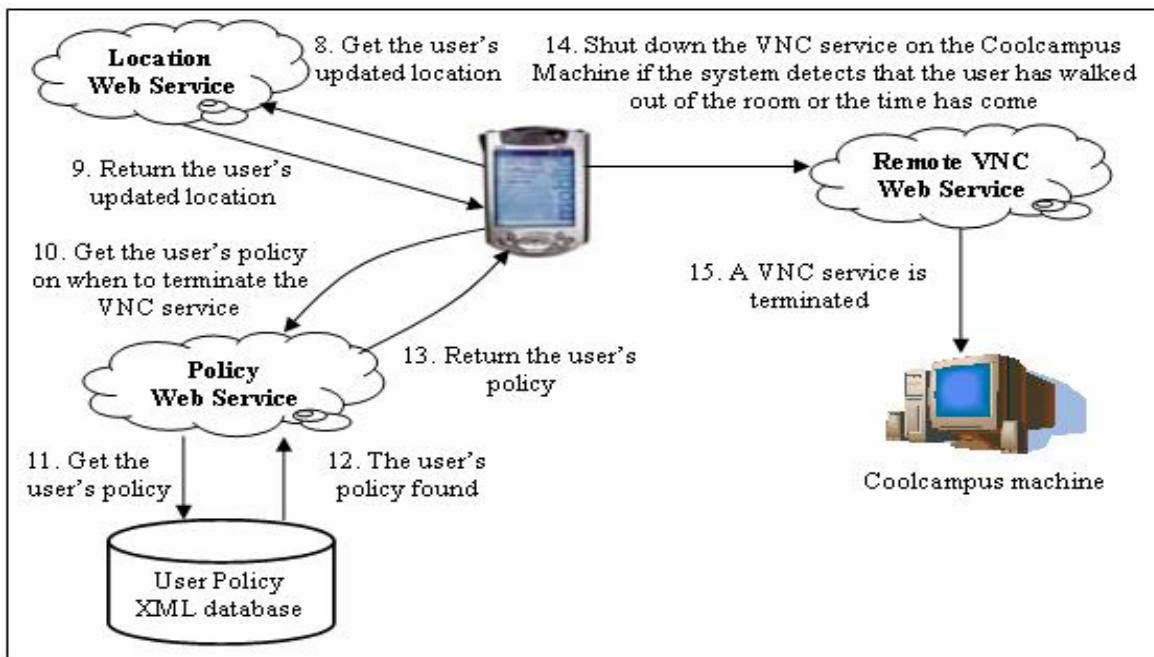 Location
Web Service
8. Get the user's
updated location
14. Shut down the VNC service on the Coolcampus
Machine if the system detects that the user has walked
out of the room or the time has come
9. Return the user's
updated location
Remote VNC
Web Service
10. Get the user's policy
on when to terminate the
VNC service
15. A VNC service is
terminated
13. Return the user's
policy
Policy
Web Service
11. Get the
user's policy
12. The user's
policy found
Coolcampus machine
User Policy
XML database